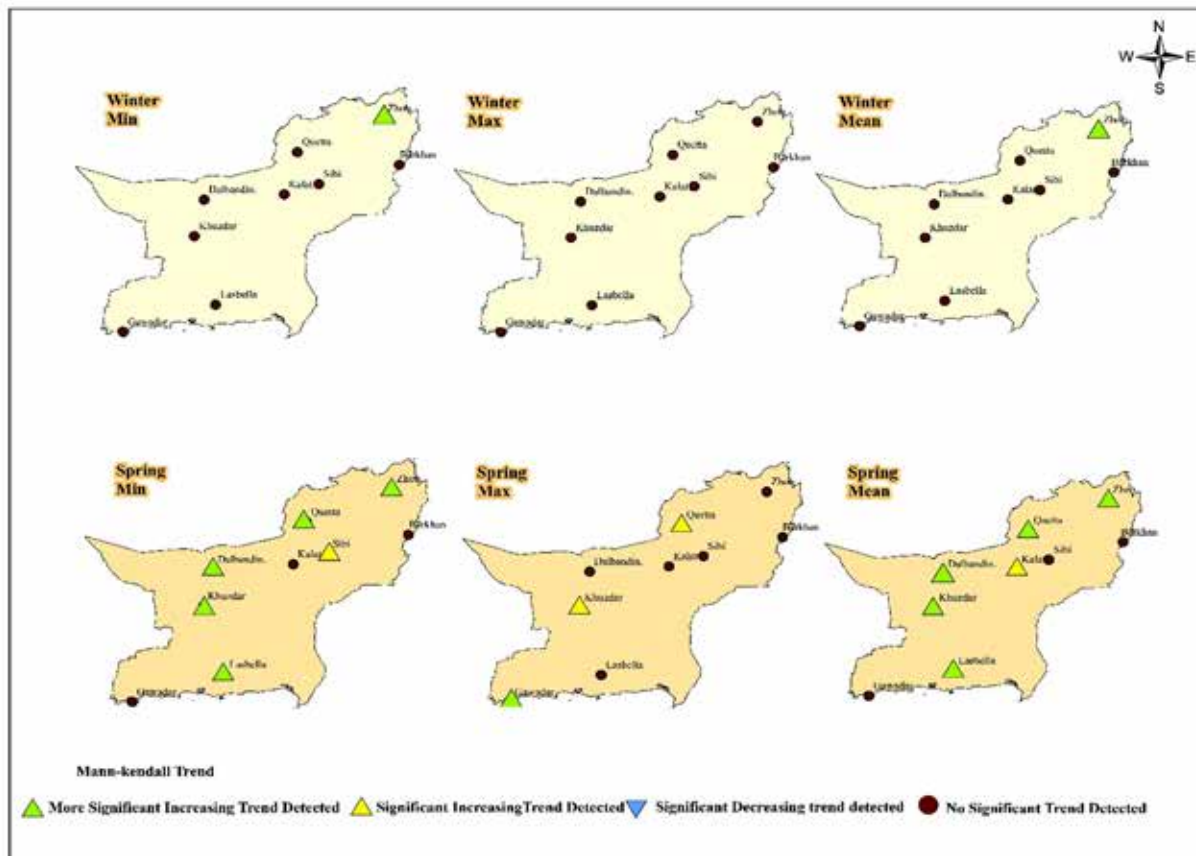 N
W E
S
Winter
Min
Zhob
Quetta
Barkhan
Sibi
Kalat
Dalbandin
Khuzdar
Lasbella
Gawadar
Winter
Max
Zhob
Quetta
Barkhan
Sibi
Kalat
Dalbandin
Khuzdar
Lasbella
Gawadar
Winter
Mean
Zhob
Quetta
Barkhan
Sibi
Kalat
Dalbandin
Khuzdar
Lasbella
Gawadar
Spring
Min
Zhob
Quetta
Barkhan
Sibi
Kalat
Dalbandin.
Khuzdar
Lasbella
Gawadar
Spring
Max
Zhob
Quetta
Barkhan
Sibi
Kalat
Dalbandin.
Khuzdar
Lasbella
Gawadar
Spring
Mean
Zhob
Quetta
Barkhan
Sibi
Kalat
Dalbandin.
Khuzdar
Lasbella
Gawadar
Mann-kendall Trend
More Significant Increasing Trend Detected Significant IncreasingTrend Detected Significant Decreasing trend detected No Significant Trend Detected